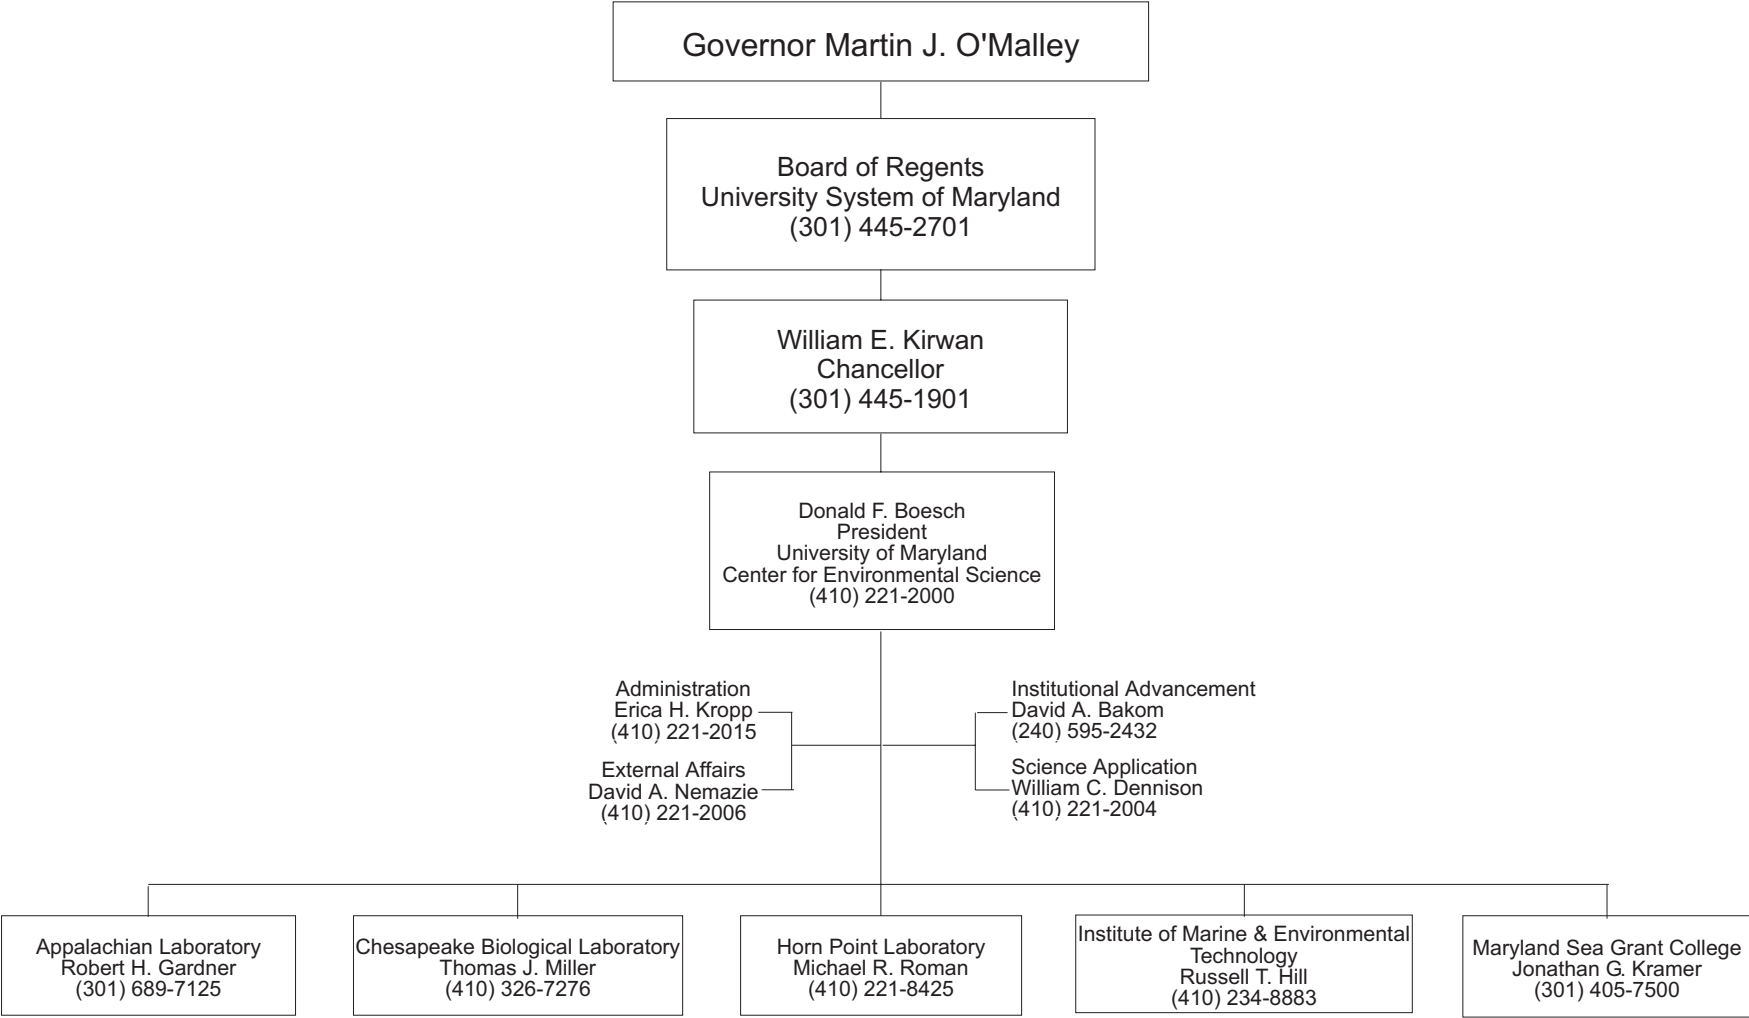 Governor Martin J. O'Malley
Board of Regents
University System of Maryland
(301) 445-2701
William E. Kirwan
Chancellor
(301) 445-1901
Donald F. Boesch
President
University of Maryland
Center for Environmental Science
(410) 221-2000
Administration
Erica H. Kropp
(410) 221-2015
External Affairs
David A. Nemazie
(410) 221-2006
Institutional Advancement
David A. Bakom
(240) 595-2432
Science Application
William C. Dennison
(410) 221-2004
Appalachian Laboratory
Robert H. Gardner
(301) 689-7125
Chesapeake Biological Laboratory
Thomas J. Miller
(410) 326-7276
Horn Point Laboratory
Michael R. Roman
(410) 221-8425
Institute of Marine & Environmental
Technology
Russell T. Hill
(410) 234-8883
Maryland Sea Grant College
Jonathan G. Kramer
(301) 405-7500